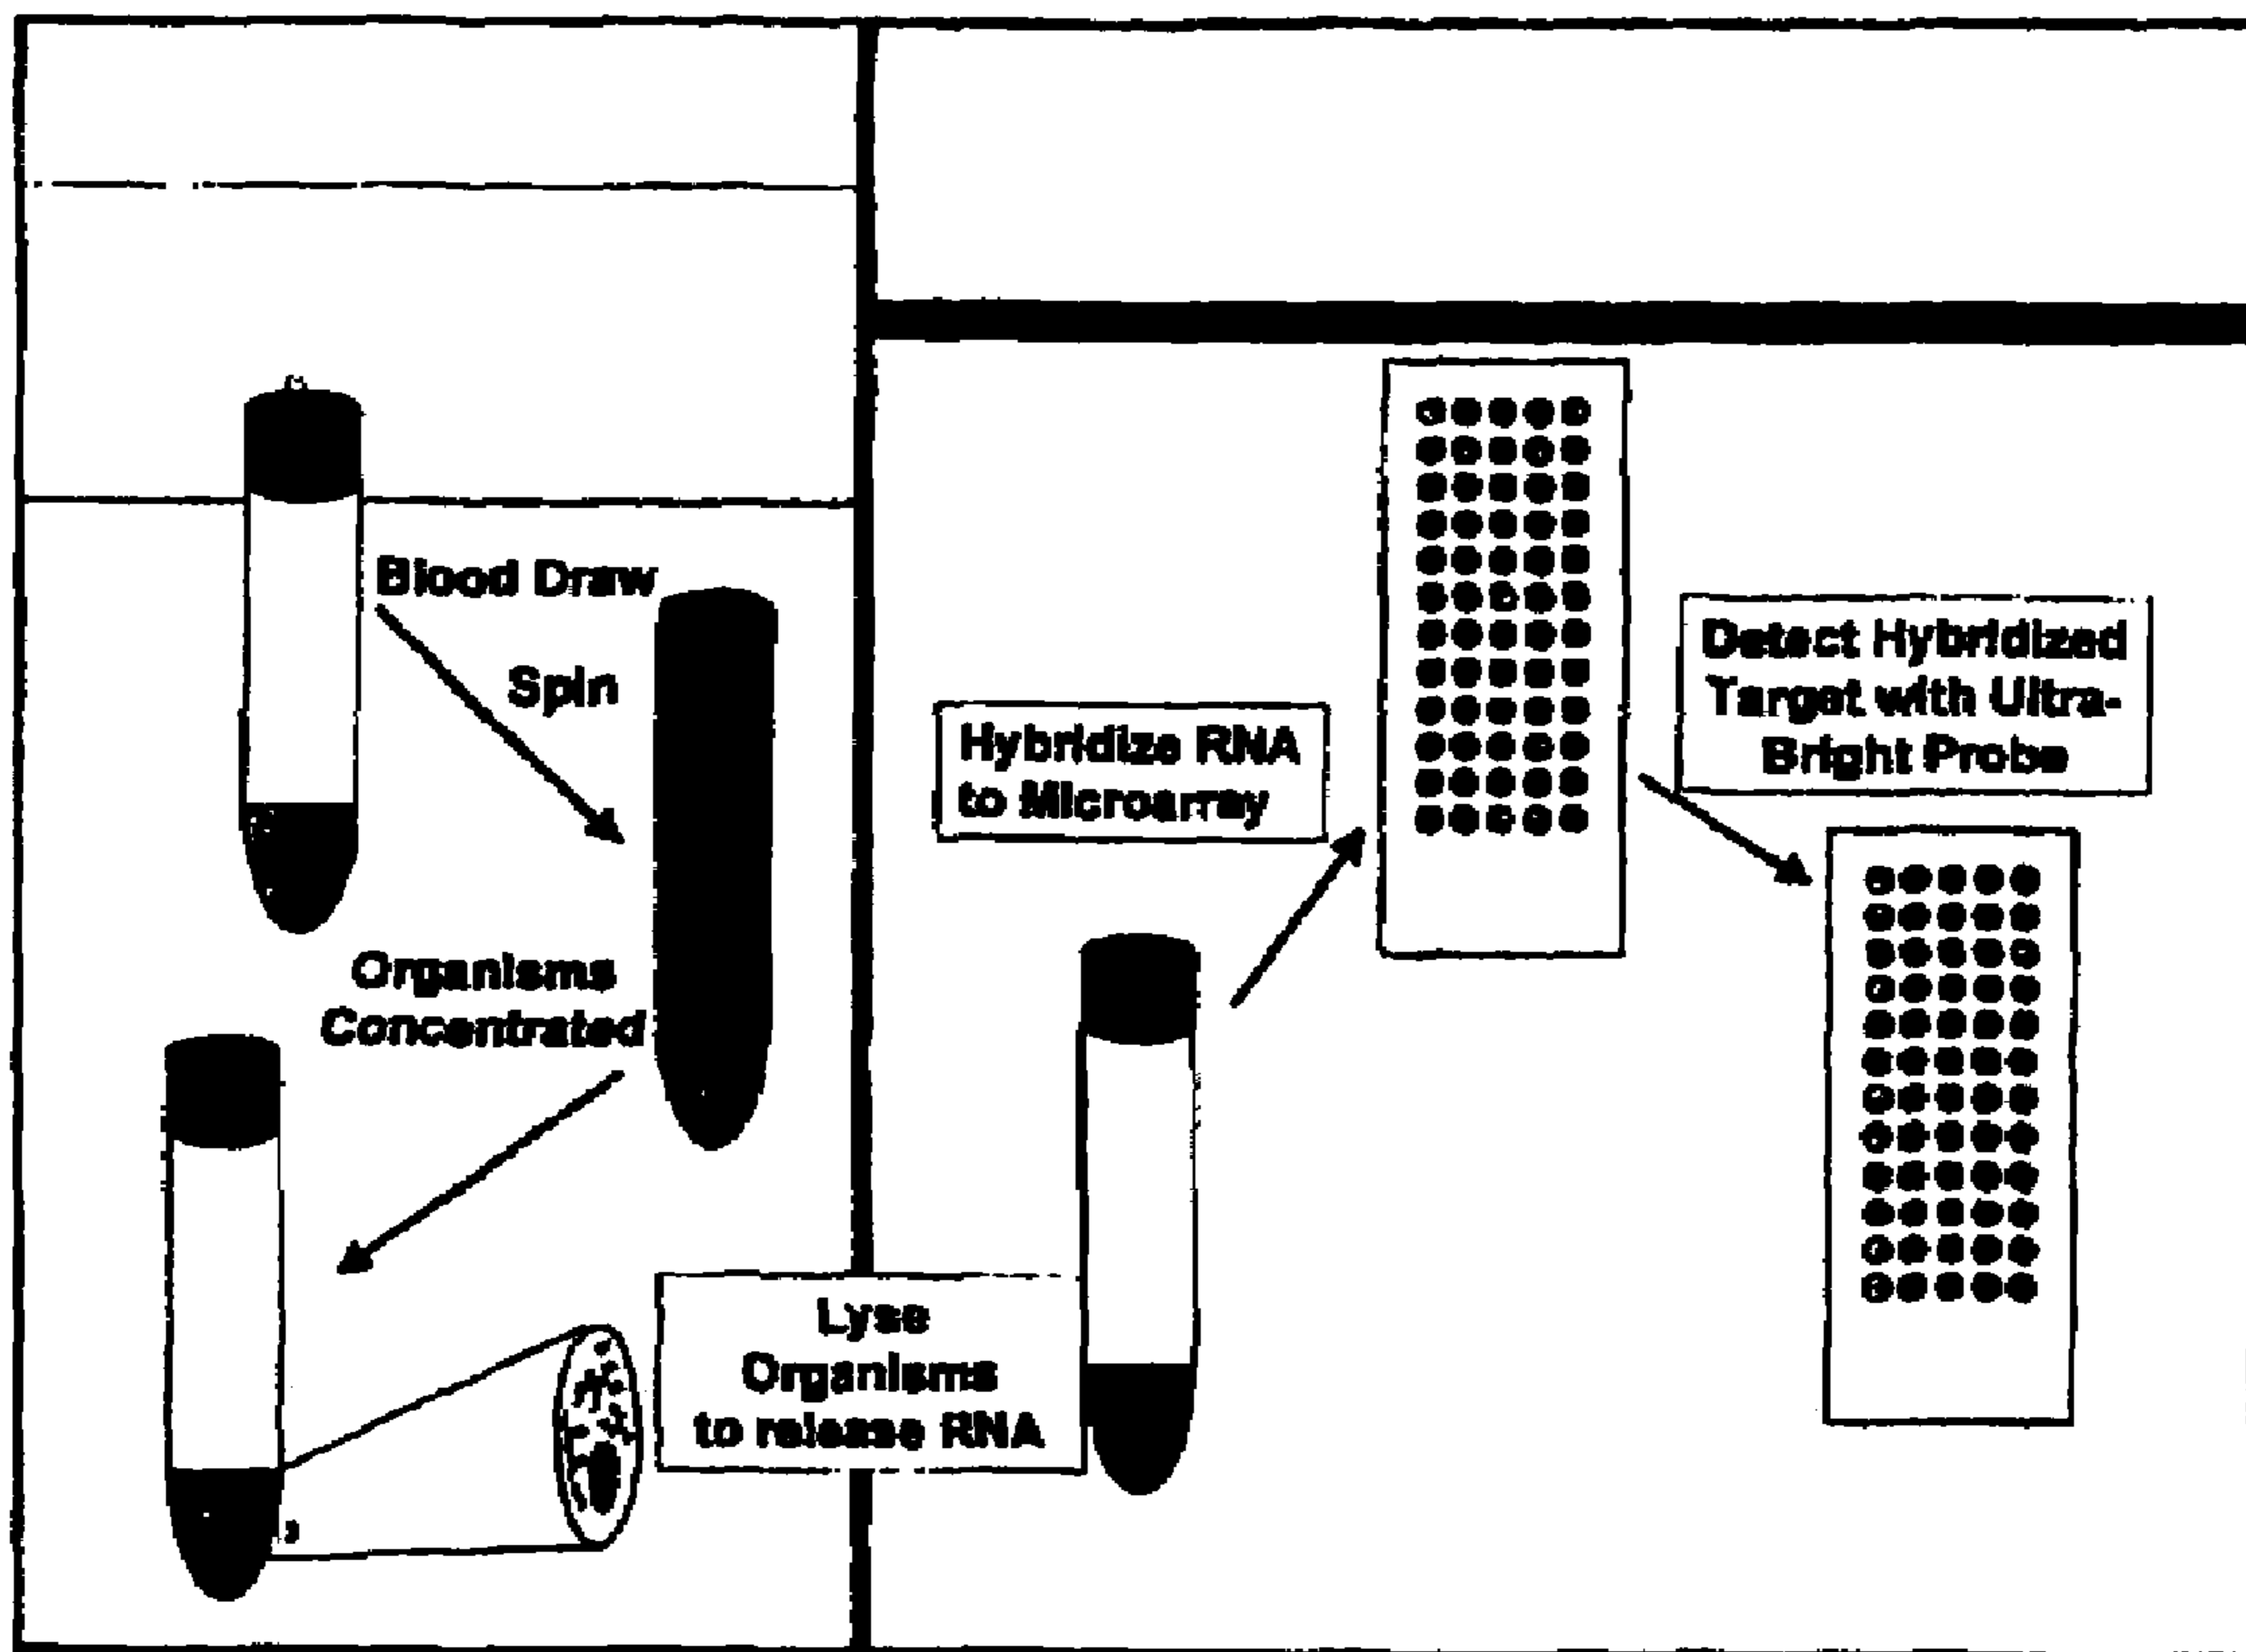 Blood Draw
Spin
Organisms
Concentrated
Lyse
Organisms
to release RNA
Hybridize RNA
to Microarray
Detect Hybridized
Target with Ultra-
Bright Probe